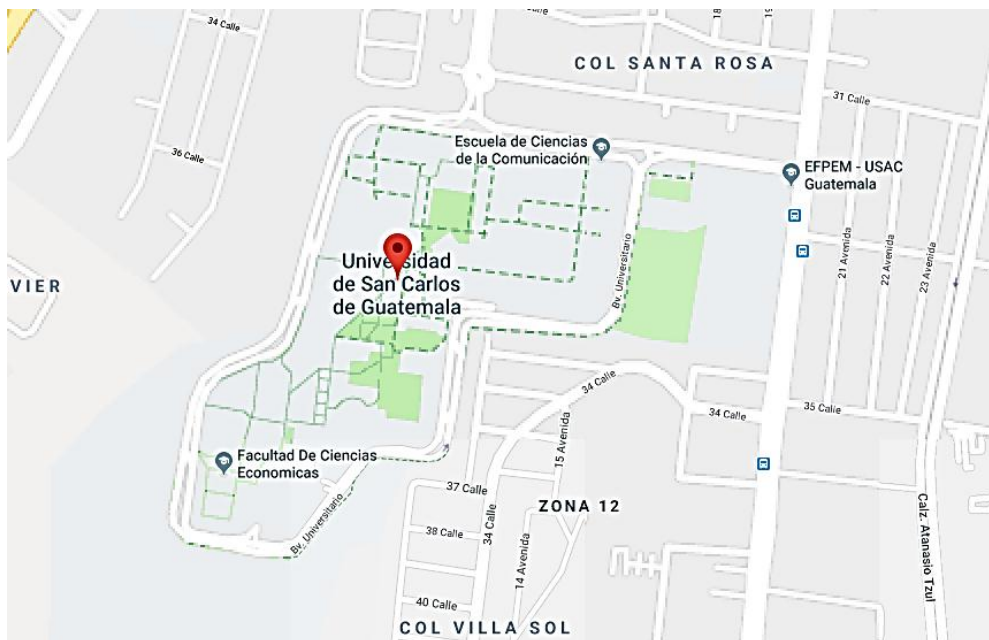 34 Calle
18
19
COL SANTA ROSA
31 Calle
Escuela de Ciencias
de la Comunicación
EFPEM - USAC
Guatemala
36 Calle
Universidad
de San Carlos
de Guatemala
VIER
Bv. Universitario
21 Avenida
22 Avenida
23 Avenida
34 Calle
34 Calle
35 Calle
15 Avenida
Facultad De Ciencias
Economicas
37 Calle
ZONA 12
Bv. Universitario
38 Calle
34 Calle
14 Avenida
Calz. Atanasio Tzul
40 Calle
COL VILLA SOL